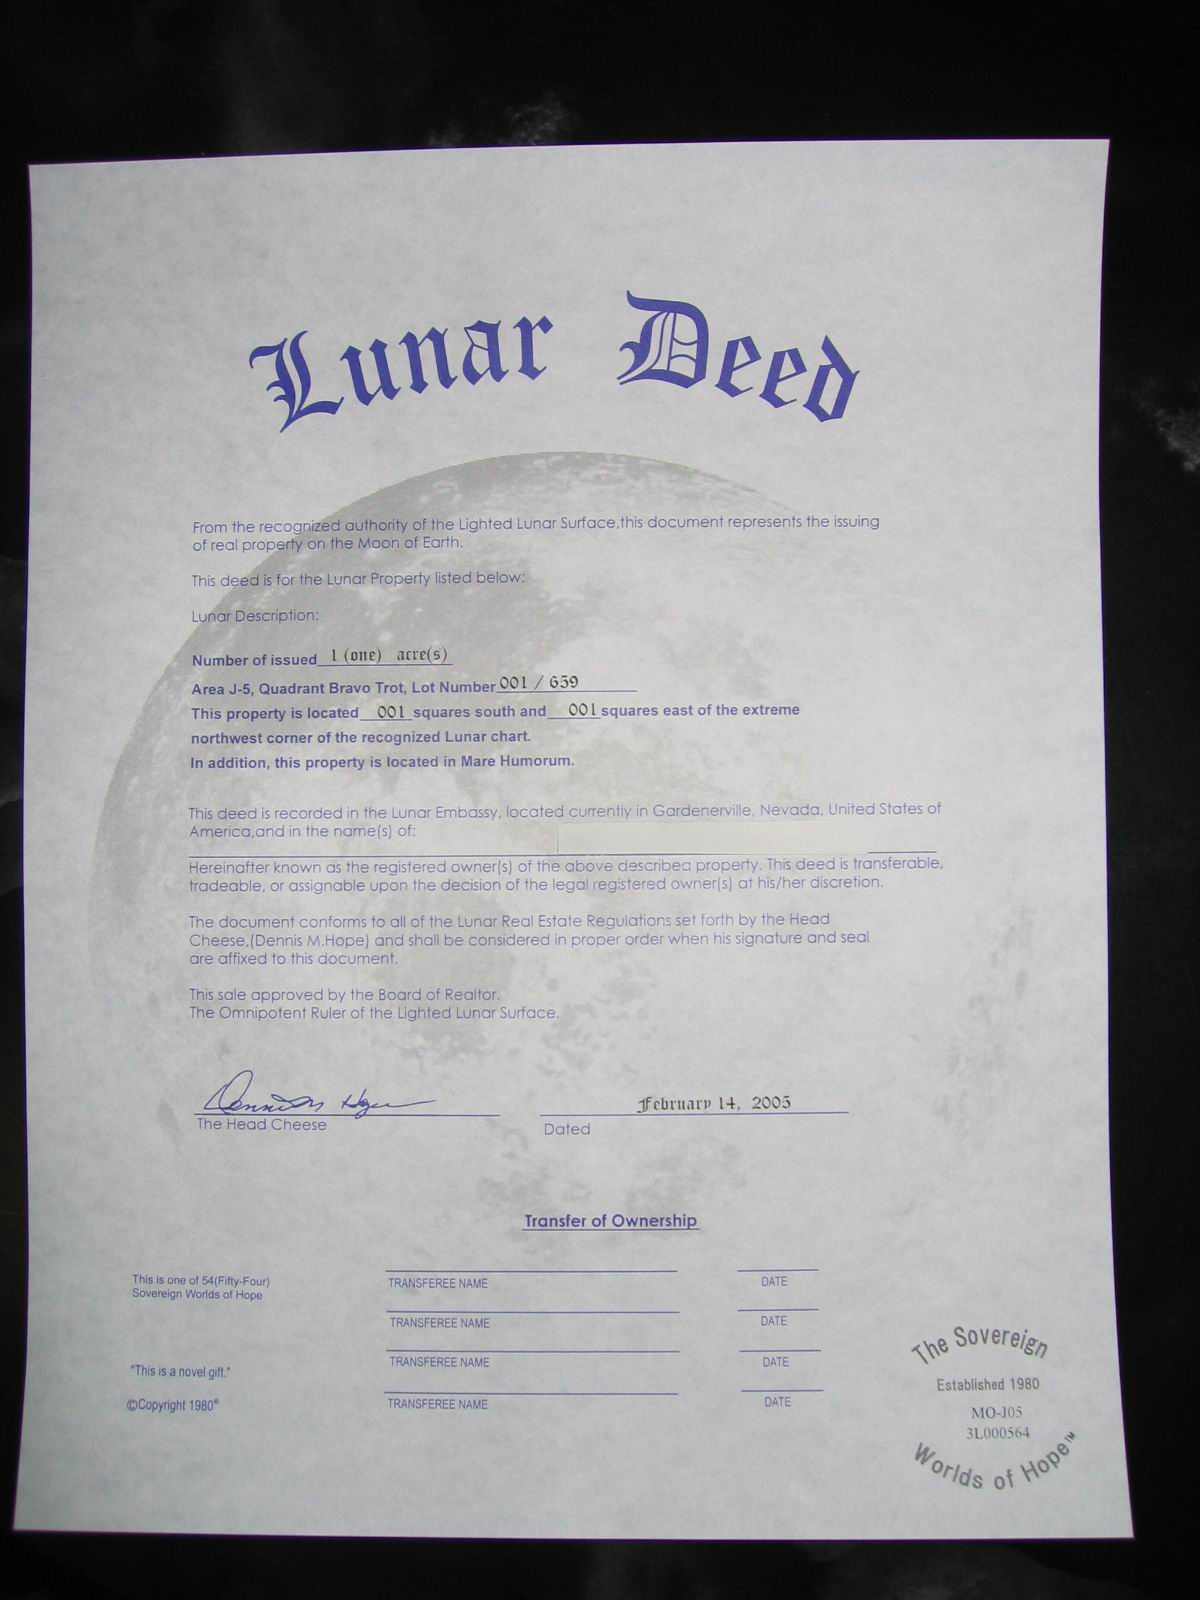 Lunar Deed
From the recognized authority of the Lighted Lunar Surface,this document represents the issuing
of real property on the Moon of Earth.
This deed is for the Lunar Property listed below:
Lunar Description:
Number of issued 1 (one) acre(s)
Area J-5, Quadrant Bravo Trot, Lot Number 001 / 659
This property is located 001 squares south and 001 squares east of the extreme
northwest corner of the recognized Lunar chart.
In addition, this property is located in Mare Humorum.
This deed is recorded in the Lunar Embassy, located currently in Gardenerville, Nevada, United States of
America,and in the name(s) of:
Hereinafter known as the registered owner(s) of the above described property. This deed is transferable,
tradeable, or assignable upon the decision of the legal registered owner(s) at his/her discretion.
The document conforms to all of the Lunar Real Estate Regulations set forth by the Head
Cheese,(Dennis M.Hope) and shall be considered in proper order when his signature and seal
are affixed to this document.
This sale approved by the Board of Realtor.
The Omnipotent Ruler of the Lighted Lunar Surface.
Dennis M Hope February 14, 2005
The Head Cheese Dated
Transfer of Ownership
This is one of 54(Fifty-Four)
Sovereign Worlds of Hope
TRANSFEREE NAME DATE
TRANSFEREE NAME DATE
TRANSFEREE NAME DATE
TRANSFEREE NAME DATE
"This is a novel gift."
©Copyright 1980®
The Sovereign
Established 1980
MO-J05
3L000564
Worlds of Hope™